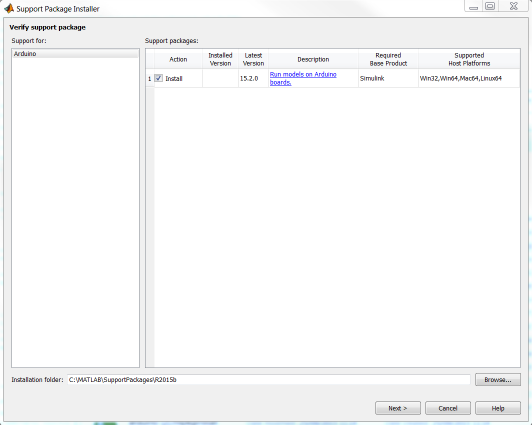 Support Package Installer
Verify support package
Support for:
Support packages:
Arduino
Action
Installed
Version
Latest
Version
Description
Required
Base Product
Supported
Host Platforms
1
Install
15.2.0
Run models on Arduino
boards.
Simulink
Win32,Win64,Mac64,Linux64
Installation folder:
C:\MATLAB\SupportPackages\R2015b
Browse...
Next >
Cancel
Help